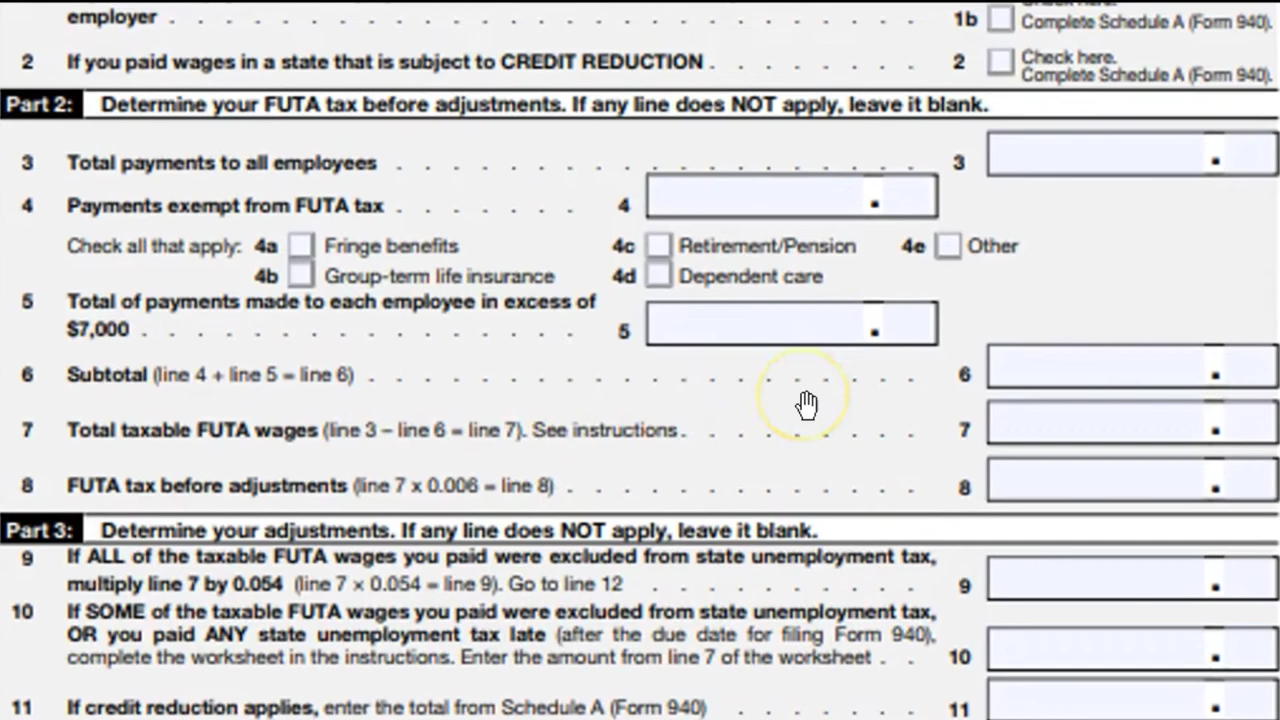 employer . . . . . . . . . . . . . . . . . . . . 1b Complete Schedule A (Form 940).
2 If you paid wages in a state that is subject to CREDIT REDUCTION . . . . . . . 2 Check here.
Complete Schedule A (Form 940).
Part 2: Determine your FUTA tax before adjustments. If any line does NOT apply, leave it blank.
3 Total payments to all employees . . . . . . . . . . . . . . . . . . 3 .
4 Payments exempt from FUTA tax . . . . . . . 4 .
Check all that apply: 4a Fringe benefits 4c Retirement/Pension 4e Other
4b Group-term life insurance 4d Dependent care
5 Total of payments made to each employee in excess of
$7,000 . . . . . . . . . . . . . . . 5 .
6 Subtotal (line 4 + line 5 = line 6) . . . . . . . . . . . . . . . . . . . 6 .
7 Total taxable FUTA wages (line 3 – line 6 = line 7). See instructions . . . . . . . . 7 .
8 FUTA tax before adjustments (line 7 x 0.006 = line 8) . . . . . . . . . . . . 8 .
Part 3: Determine your adjustments. If any line does NOT apply, leave it blank.
9 If ALL of the taxable FUTA wages you paid were excluded from state unemployment tax,
multiply line 7 by 0.054 (line 7 × 0.054 = line 9). Go to line 12 . . . . . . . . . 9 .
10 If SOME of the taxable FUTA wages you paid were excluded from state unemployment tax,
OR you paid ANY state unemployment tax late (after the due date for filing Form 940),
complete the worksheet in the instructions. Enter the amount from line 7 of the worksheet . . 10 .
11 If credit reduction applies, enter the total from Schedule A (Form 940) . . . . . . 11 .